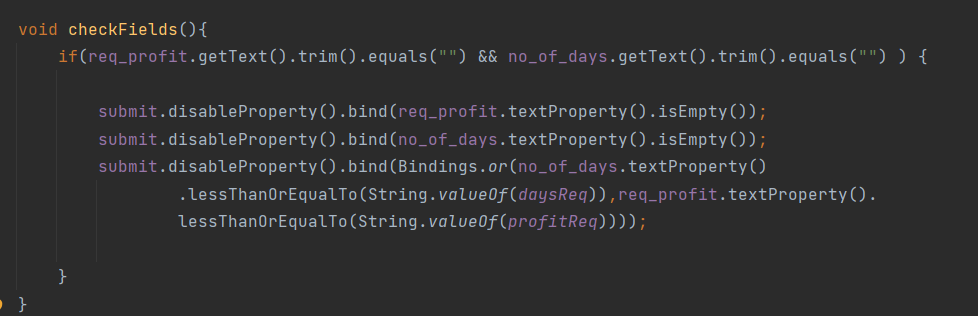 void checkFields(){
if(req_profit.getText().trim().equals("") && no_of_days.getText().trim().equals("") ) {
submit.disableProperty().bind(req_profit.textProperty().isEmpty());
submit.disableProperty().bind(no_of_days.textProperty().isEmpty());
submit.disableProperty().bind(Bindings.or(no_of_days.textProperty()
.lessThanOrEqualTo(String.valueOf(daysReq)),req_profit.textProperty().
lessThanOrEqualTo(String.valueOf(profitReq))));
}
}